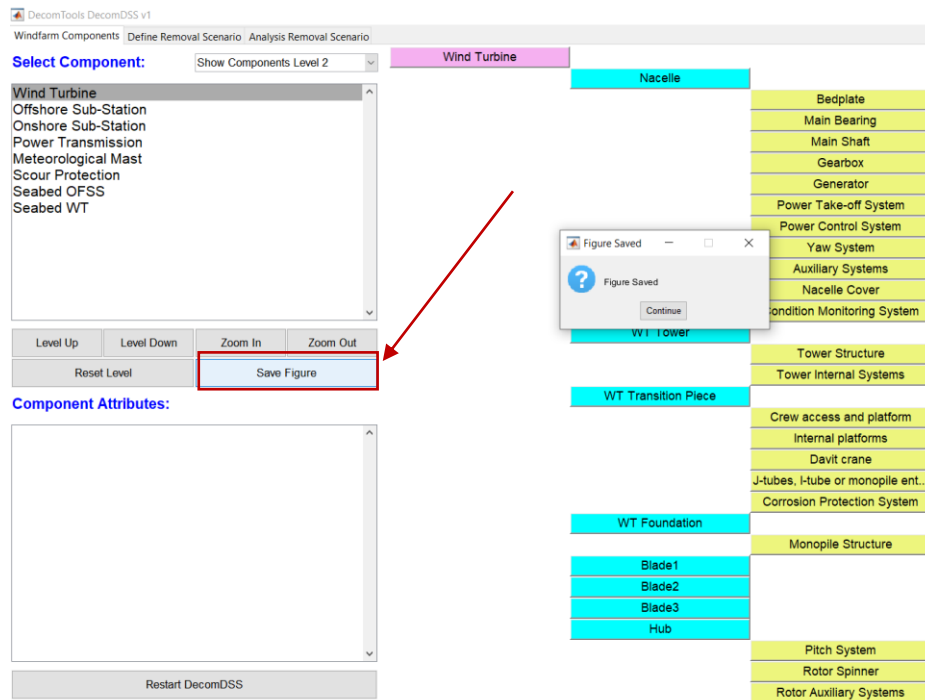 DecomTools DecomDSS v1
Windfarm Components Define Removal Scenario Analysis Removal Scenario
Select Component:
Show Components Level 2
Wind Turbine
Offshore Sub-Station
Onshore Sub-Station
Power Transmission
Meteorological Mast
Scour Protection
Seabed OFSS
Seabed WT
Level Up
Level Down
Zoom In
Zoom Out
Reset Level
Save Figure
Component Attributes:
Restart DecomDSS
Wind Turbine
Nacelle
Bedplate
Main Bearing
Main Shaft
Gearbox
Generator
Power Take-off System
Power Control System
Yaw System
Auxiliary Systems
Nacelle Cover
ondition Monitoring System
Figure Saved
Figure Saved
Continue
WT Tower
Tower Structure
Tower Internal Systems
WT Transition Piece
Crew access and platform
Internal platforms
Davit crane
J-tubes, I-tube or monopile ent..
Corrosion Protection System
WT Foundation
Monopile Structure
Blade1
Blade2
Blade3
Hub
Pitch System
Rotor Spinner
Rotor Auxiliary Systems